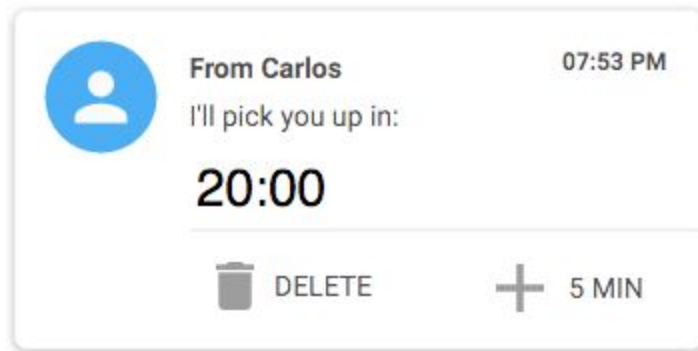 From Carlos
07:53 PM
I'll pick you up in:
20:00
DELETE
5 MIN